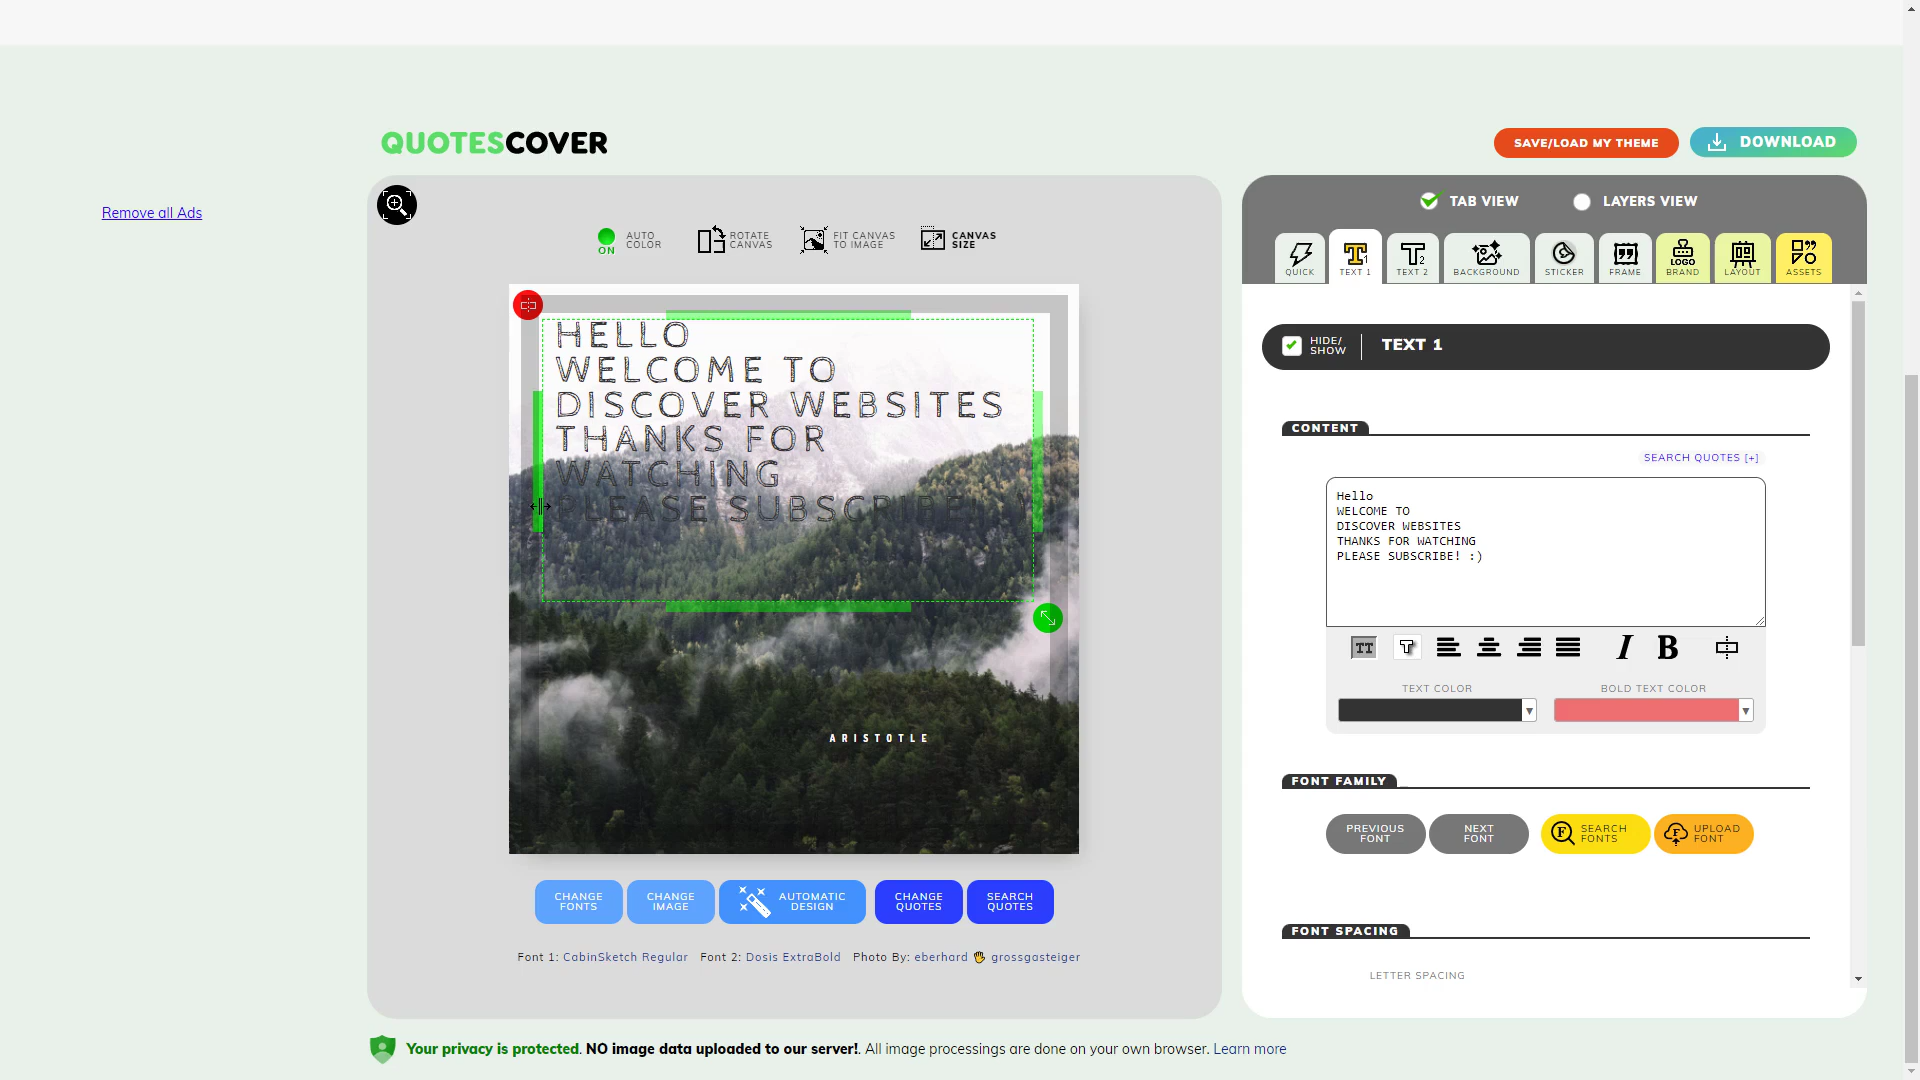 QUOTESCOVER
SAVE/LOAD MY THEME
DOWNLOAD
Remove all Ads
ON
AUTO COLOR
ROTATE CANVAS
FIT CANVAS TO IMAGE
CANVAS SIZE
TAB VIEW
LAYERS VIEW
QUICK
TEXT 1
TEXT 2
BACKGROUND
STICKER
FRAME
LOGO
BRAND
LAYOUT
ASSETS
HELLO
WELCOME TO
DISCOVER WEBSITES
THANKS FOR
WATCHING
PLEASE SUBSCRIBE! :)
ARISTOTLE
HIDE/
SHOW
TEXT 1
CONTENT
SEARCH QUOTES [+]
Hello
WELCOME TO
DISCOVER WEBSITES
THANKS FOR WATCHING
PLEASE SUBSCRIBE! :)
TEXT COLOR
BOLD TEXT COLOR
FONT FAMILY
PREVIOUS FONT
NEXT FONT
SEARCH FONTS
UPLOAD FONT
FONT SPACING
LETTER SPACING
CHANGE FONTS
CHANGE IMAGE
AUTOMATIC DESIGN
CHANGE QUOTES
SEARCH QUOTES
Font 1: CabinSketch Regular Font 2: Dosis ExtraBold Photo By: eberhard 🖐 grossgasteiger
Your privacy is protected. NO image data uploaded to our server!. All image processings are done on your own browser. Learn more